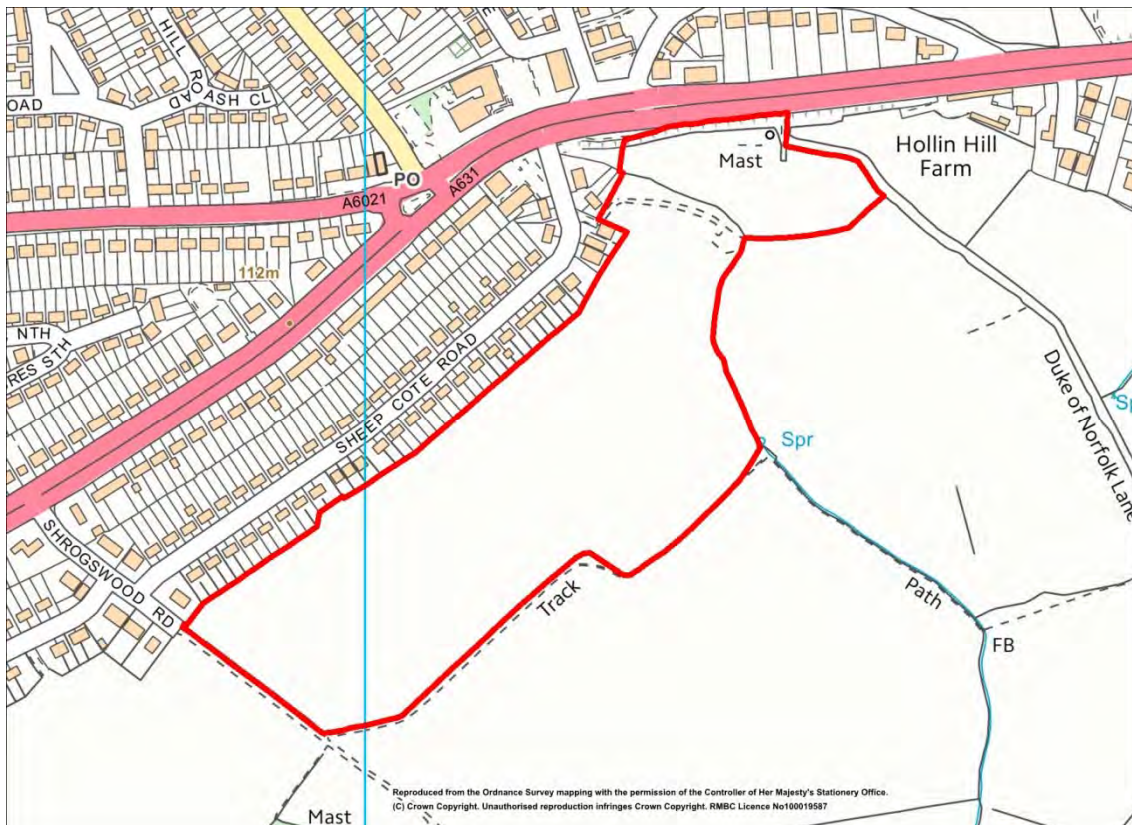 HILL
ROAD
OAD
ASH CL
PO
A6021
A631
Mast
Hollin Hill
Farm
112m
NTH
RES STH
SHEEP COTE ROAD
Duke of Norfolk Lane
Sp
Spr
SHROGSWOOD RD
Track
Path
FB
Reproduced from the Ordnance Survey mapping with the permission of the Controller of Her Majesty's Stationery Office.
(C) Crown Copyright. Unauthorised reproduction infringes Crown Copyright. RMBC Licence No100019587
Mast